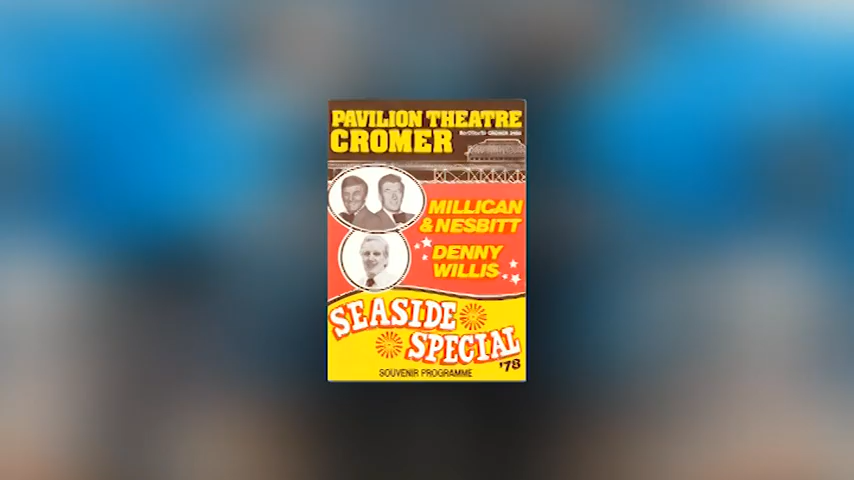 PAVILION THEATRE
CROMER
MILLICAN
& NESBITT
DENNY
WILLIS
SEASIDE
SPECIAL
'78
SOUVENIR PROGRAMME